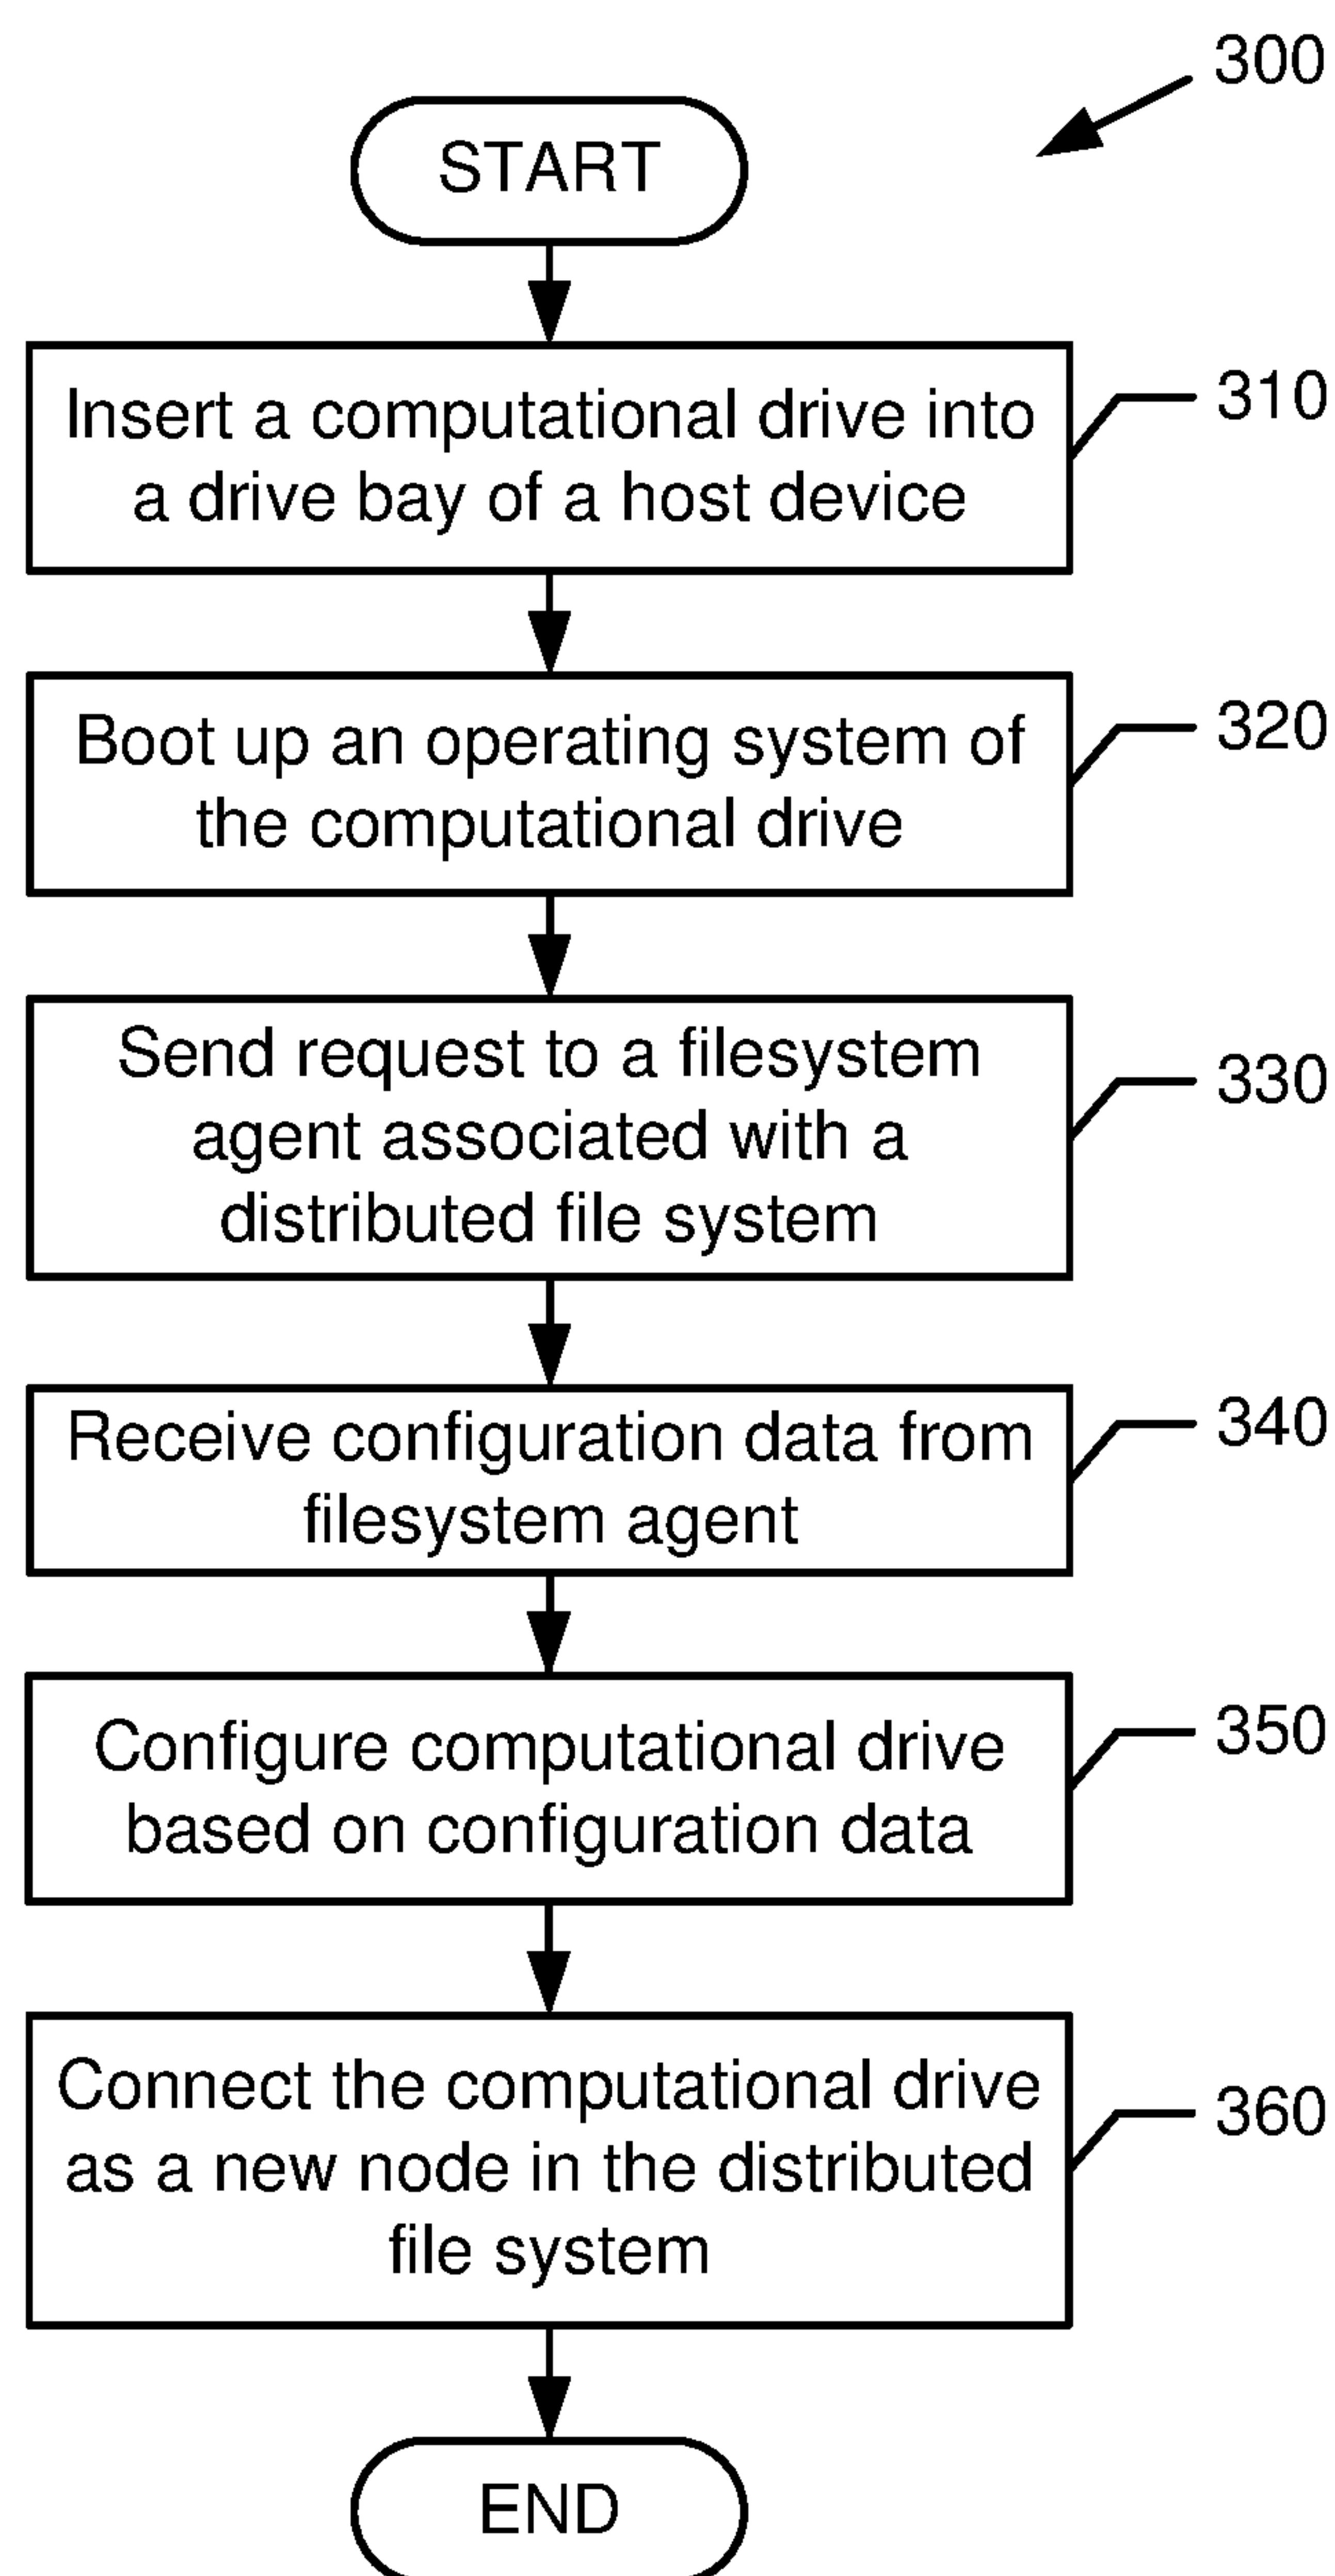 300
START
Insert a computational drive into
a drive bay of a host device
310
Boot up an operating system of
the computational drive
320
Send request to a filesystem
agent associated with a
distributed file system
330
Receive configuration data from
filesystem agent
340
Configure computational drive
based on configuration data
350
Connect the computational drive
as a new node in the distributed
file system
360
END